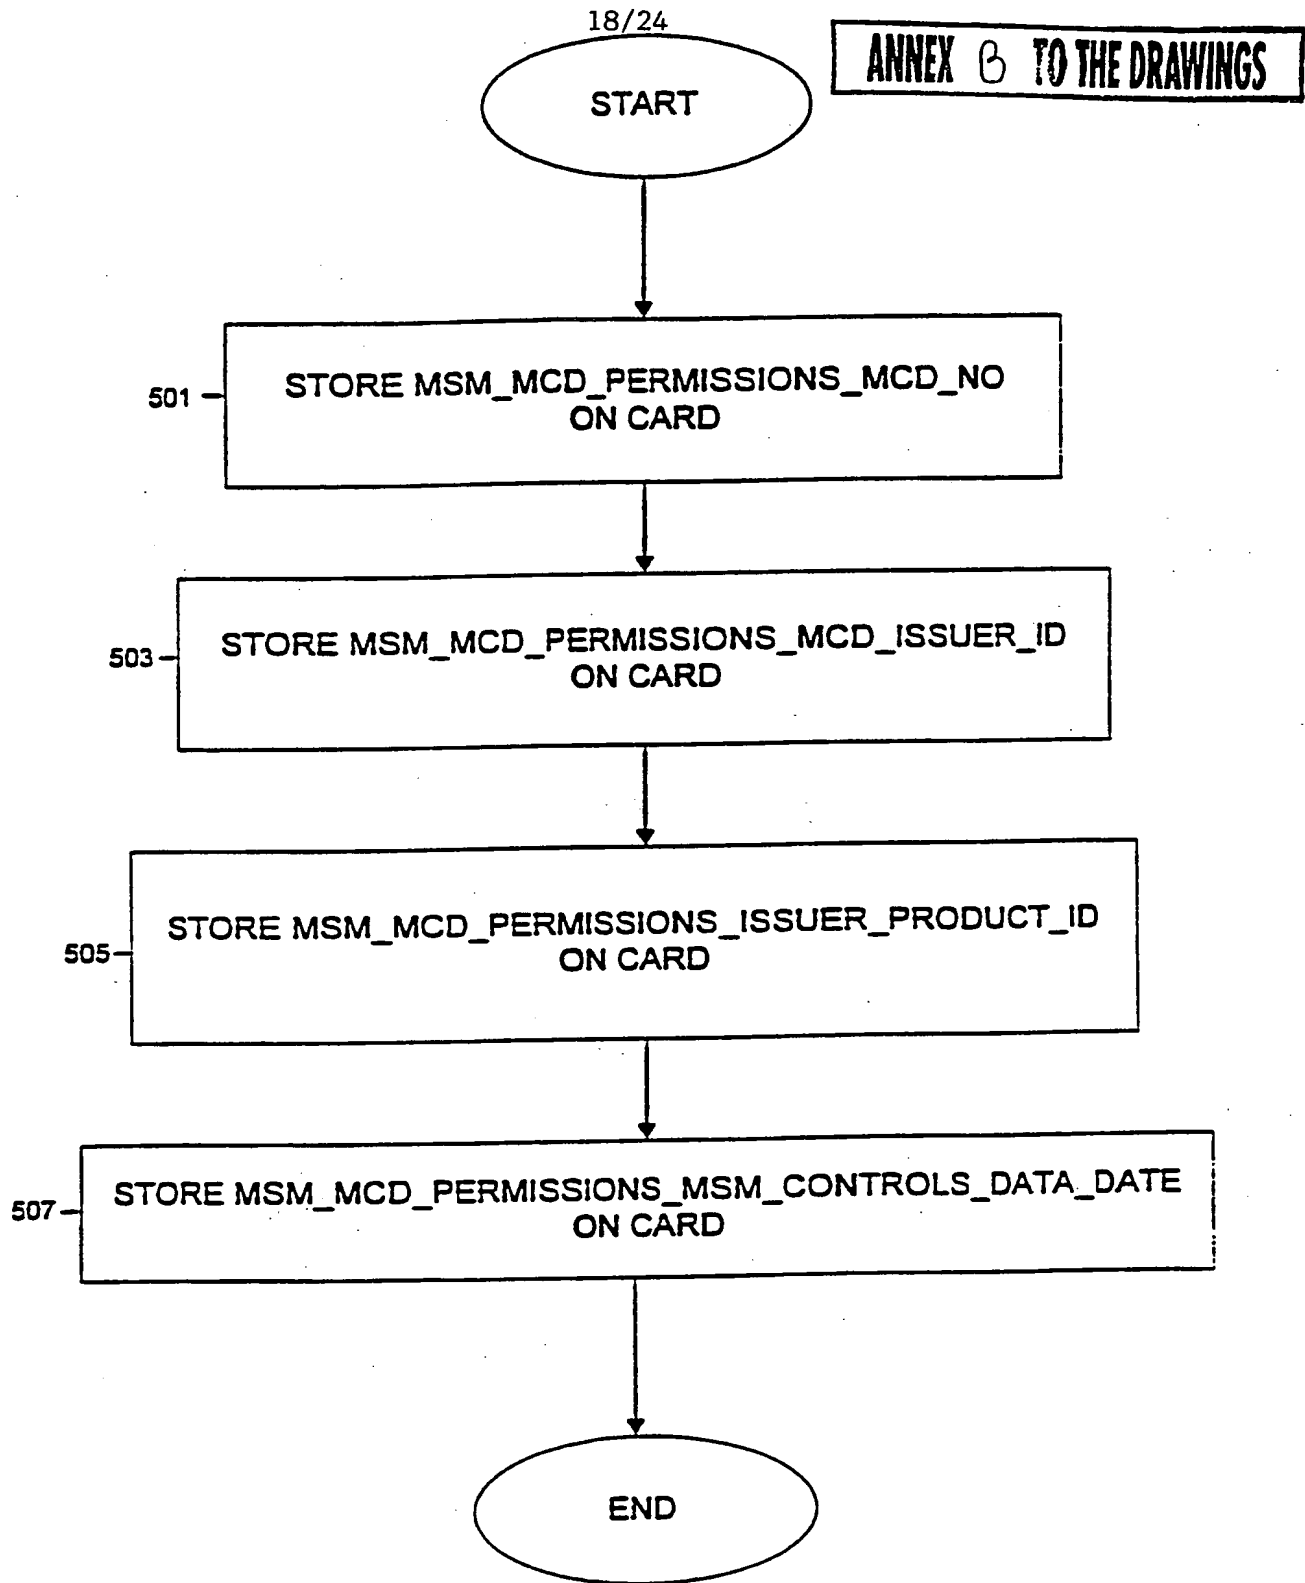 18/24
ANNEX B TO THE DRAWINGS
START
501
STORE MSM_MCD_PERMISSIONS_MCD_NO
ON CARD
503
STORE MSM_MCD_PERMISSIONS_MCD_ISSUER_ID
ON CARD
505
STORE MSM_MCD_PERMISSIONS_ISSUER_PRODUCT_ID
ON CARD
507
STORE MSM_MCD_PERMISSIONS_MSM_CONTROLS_DATA_DATE
ON CARD
END